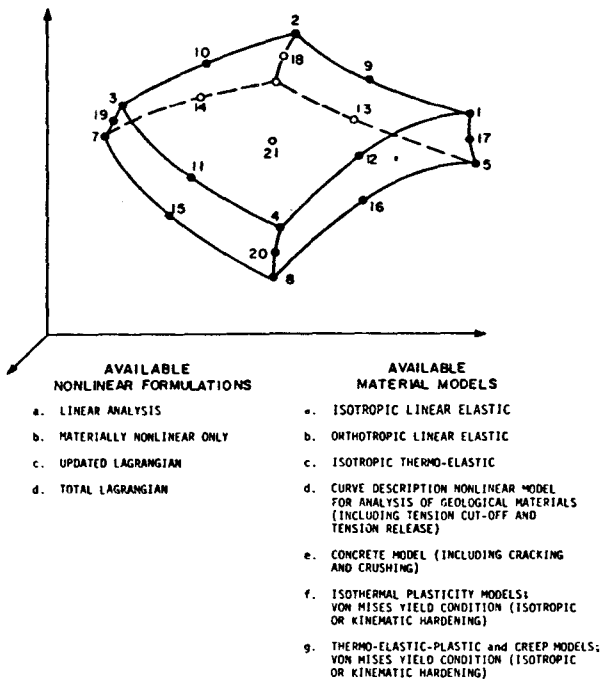 2
10
18
9
3
14
13
1
19
7
17
21
12
5
11
15
4
16
20
8
AVAILABLE
NONLINEAR FORMULATIONS
a. LINEAR ANALYSIS
b. MATERIALLY NONLINEAR ONLY
c. UPDATED LAGRANGIAN
d. TOTAL LAGRANGIAN
AVAILABLE
MATERIAL MODELS
a. ISOTROPIC LINEAR ELASTIC
b. ORTHOTROPIC LINEAR ELASTIC
c. ISOTROPIC THERMO-ELASTIC
d. CURVE DESCRIPTION NONLINEAR MODEL
FOR ANALYSIS OF GEOLOGICAL MATERIALS
(INCLUDING TENSION CUT-OFF AND
TENSION RELEASE)
e. CONCRETE MODEL (INCLUDING CRACKING
AND CRUSHING)
f. ISOTHERMAL PLASTICITY MODELS;
VON MISES YIELD CONDITION (ISOTROPIC
OR KINEMATIC HARDENING)
g. THERMO-ELASTIC-PLASTIC and CREEP MODELS;
VON MISES YIELD CONDITION (ISOTROPIC
OR KINEMATIC HARDENING)